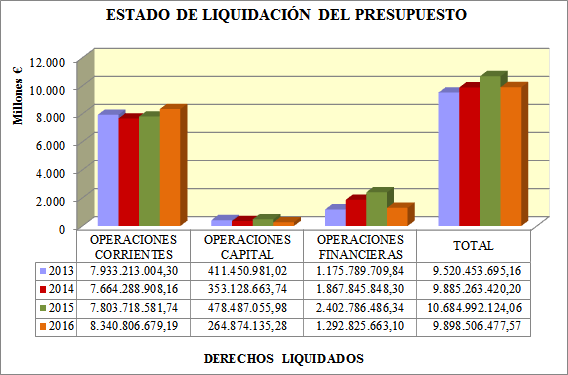 ESTADO DE LIQUIDACIÓN DEL PRESUPUESTO
Millones €
12.000
10.000
8.000
6.000
4.000
2.000
0
OPERACIONES CORRIENTES OPERACIONES CAPITAL OPERACIONES FINANCIERAS TOTAL
2013 7.933.213.004,30 411.450.981,02 1.175.789.709,84 9.520.453.695,16
2014 7.664.288.908,16 353.128.663,74 1.867.845.848,30 9.885.263.420,20
2015 7.803.718.581,74 478.487.055,98 2.402.786.486,34 10.684.992.124,06
2016 8.340.806.679,19 264.874.135,28 1.292.825.663,10 9.898.506.477,57
DERECHOS LIQUIDADOS